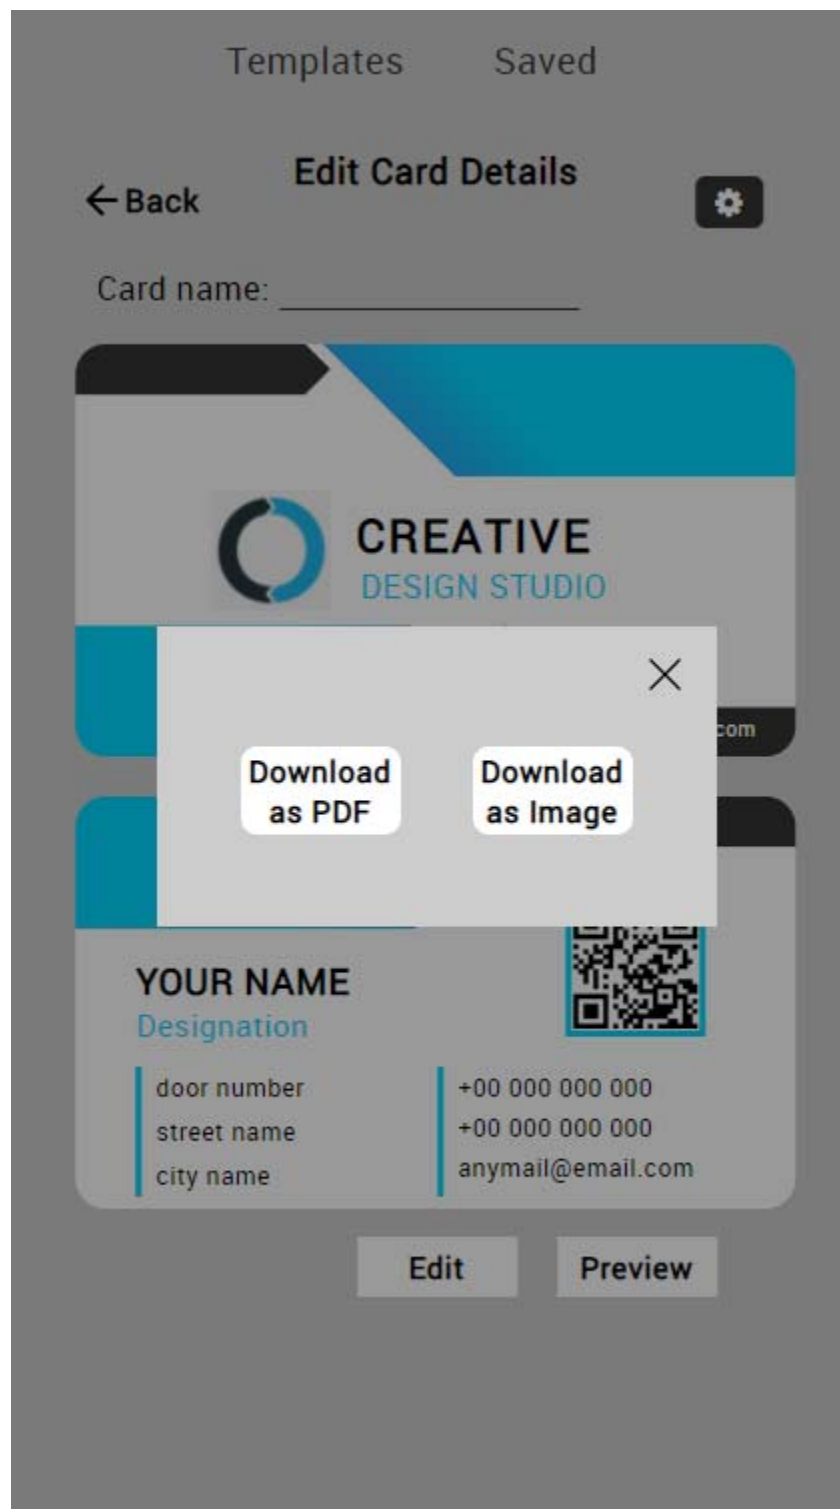 Templates Saved
Edit Card Details
Back
Card name:
CREATIVE
DESIGN STUDIO
com
Download
as PDF
Download
as Image
YOUR NAME
Designation
door number
street name
city name
+00 000 000 000
+00 000 000 000
anymail@email.com
Edit Preview